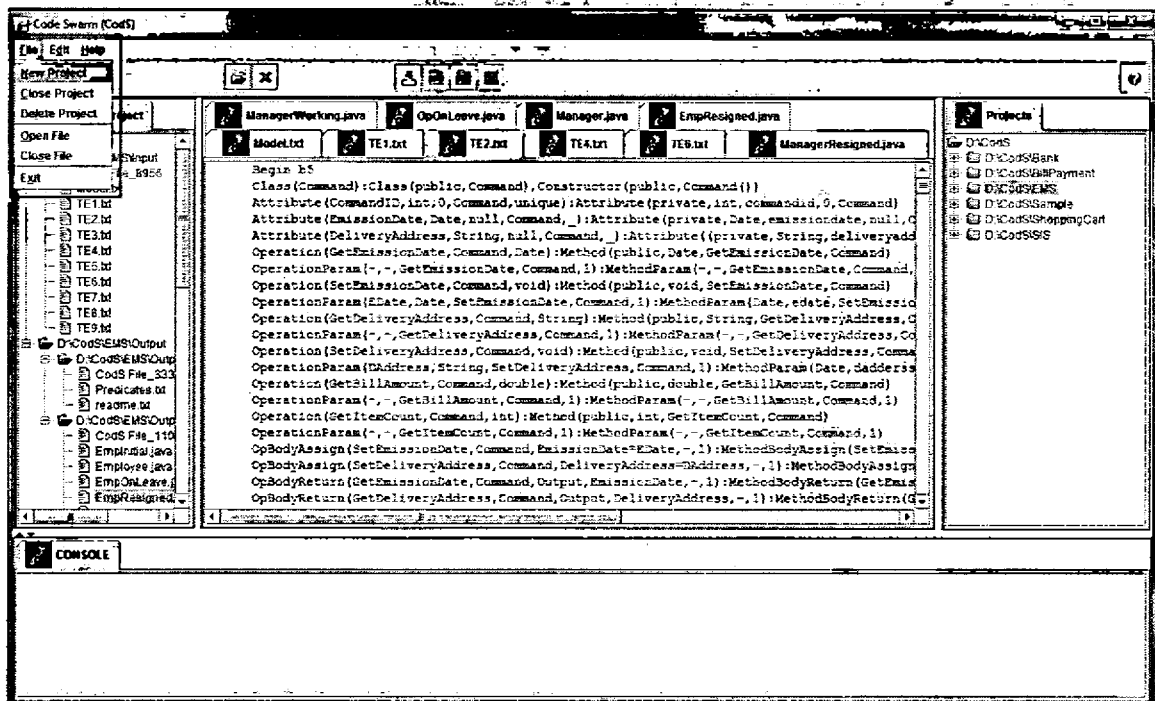 Code Swarm (CodS)
File Edit Help
New Project
Close Project
Delete Project
Open File
Close File
Exit
ManagerWorking.java OpOnLeave.java Manager.java EmpResigned.java
Model.txt TE1.txt TE2.txt TE4.txt TE6.txt ManagerResigned.java
Projects
TE1.txt
TE2.txt
TE3.txt
TE4.txt
TE5.txt
TE6.txt
TE7.txt
TE8.txt
TE9.txt
D:\CodS\EMS\Output
D:\CodS\EMS\Outp
CodS File_333
Predicates.txt
readme.txt
D:\CodS\EMS\Outp
CodS File_110
EmpInitial.java
Employee.java
EmpOnLeave.j
EmpResigned.
Begin b5
Class(Command):Class(public,Command),Constructor(public,Command{})
Attribute(CommandID,int,0,Command,unique):Attribute(private,int,commandid,0,Command)
Attribute(EmissionDate,Date,null,Command,_):Attribute(private,Date,emissiondate,null,C
Attribute(DeliveryAddress,String,null,Command,_):Attribute((private,String,deliveryadd
Operation(GetEmissionDate,Command,Date):Method(public,Date,GetEmissionDate,Command)
OperationParam(-,-,GetEmissionDate,Command,1):MethodParam(-,-,GetEmissionDate,Command,
Operation(SetEmissionDate,Command,void):Method(public,void,SetEmissionDate,Command)
OperationParam(EDate,Date,SetEmissionDate,Command,1):MethodParam(Date,edate,SetEmissio
Operation(GetDeliveryAddress,Command,String):Method(public,String,GetDeliveryAddress,C
OperationParam(-,-,GetDeliveryAddress,Command,1):MethodParam(-,-,GetDeliveryAddress,Co
Operation(SetDeliveryAddress,Command,void):Method(public,void,SetDeliveryAddress,Comma
OperationParam(DAddress,String,SetDeliveryAddress,Command,1):MethodParam(Date,dadderss
Operation(GetBillAmount,Command,double):Method(public,double,GetBillAmount,Command)
OperationParam(-,-,GetBillAmount,Command,1):MethodParam(-,-,GetBillAmount,Command,1)
Operation(GetItemCount,Command,int):Method(public,int,GetItemCount,Command)
OperationParam(-,-,GetItemCount,Command,1):MethodParam(-,-,GetItemCount,Command,1)
OpBodyAssign(SetEmissionDate,Command,EmissionDate=EDate,-,1):MethodBodyAssign(SetEmiss
OpBodyAssign(SetDeliveryAddress,Command,DeliveryAddress=DAddress,-,1):MethodBodyAssign
OpBodyReturn(GetEmissionDate,Command,Output,EmissionDate,-,1):MethodBodyReturn(GetEmis
OpBodyReturn(GetDeliveryAddress,Command,Output,DeliveryAddress,-,1):MethodBodyReturn(G
D:\CodS
D:\CodS\Bank
D:\CodS\BillPayment
D:\CodS\EMS
D:\CodS\Sample
D:\CodS\ShoppingCart
D:\CodS\SIS
CONSOLE